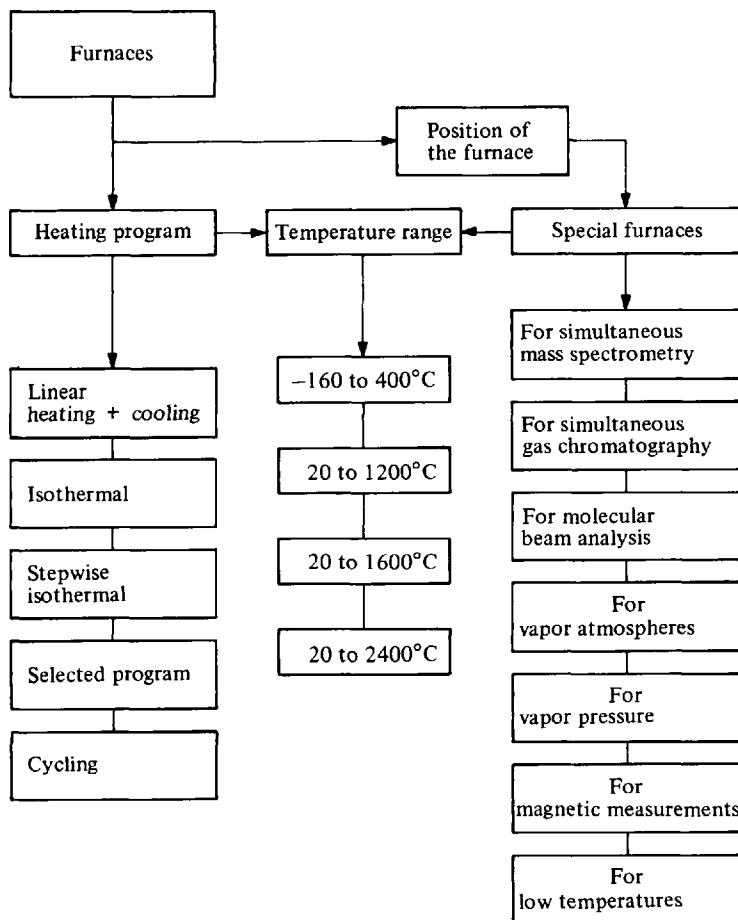 Furnaces
Position of
the furnace
Heating program
Temperature range
Special furnaces
Linear
heating + cooling
Isothermal
Stepwise
isothermal
Selected program
Cycling
−160 to 400°C
20 to 1200°C
20 to 1600°C
20 to 2400°C
For simultaneous
mass spectrometry
For simultaneous
gas chromatography
For molecular
beam analysis
For
vapor atmospheres
For
vapor pressure
For
magnetic measurements
For
low temperatures